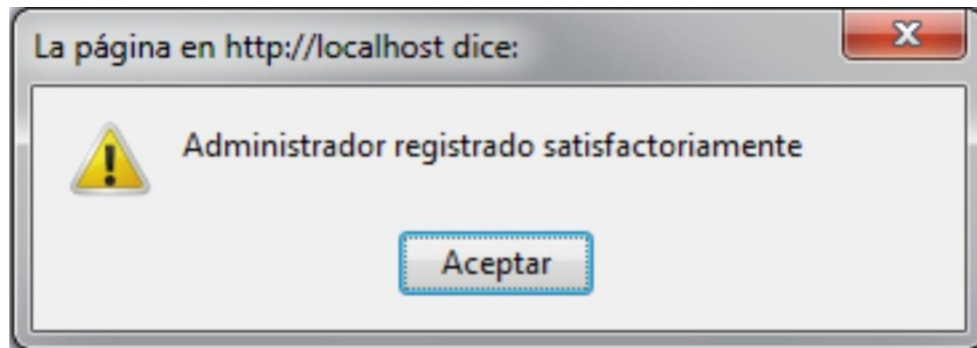 La página en http://localhost dice:
Administrador registrado satisfactoriamente
Aceptar